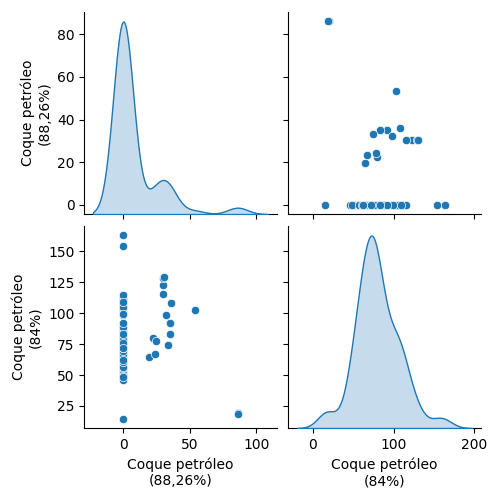 80
60
40
20
0
Coque petróleo
(88,26%)
150
125
100
75
50
25
Coque petróleo
(84%)
0 50 100
Coque petróleo
(88,26%)
0 100 200
Coque petróleo
(84%)